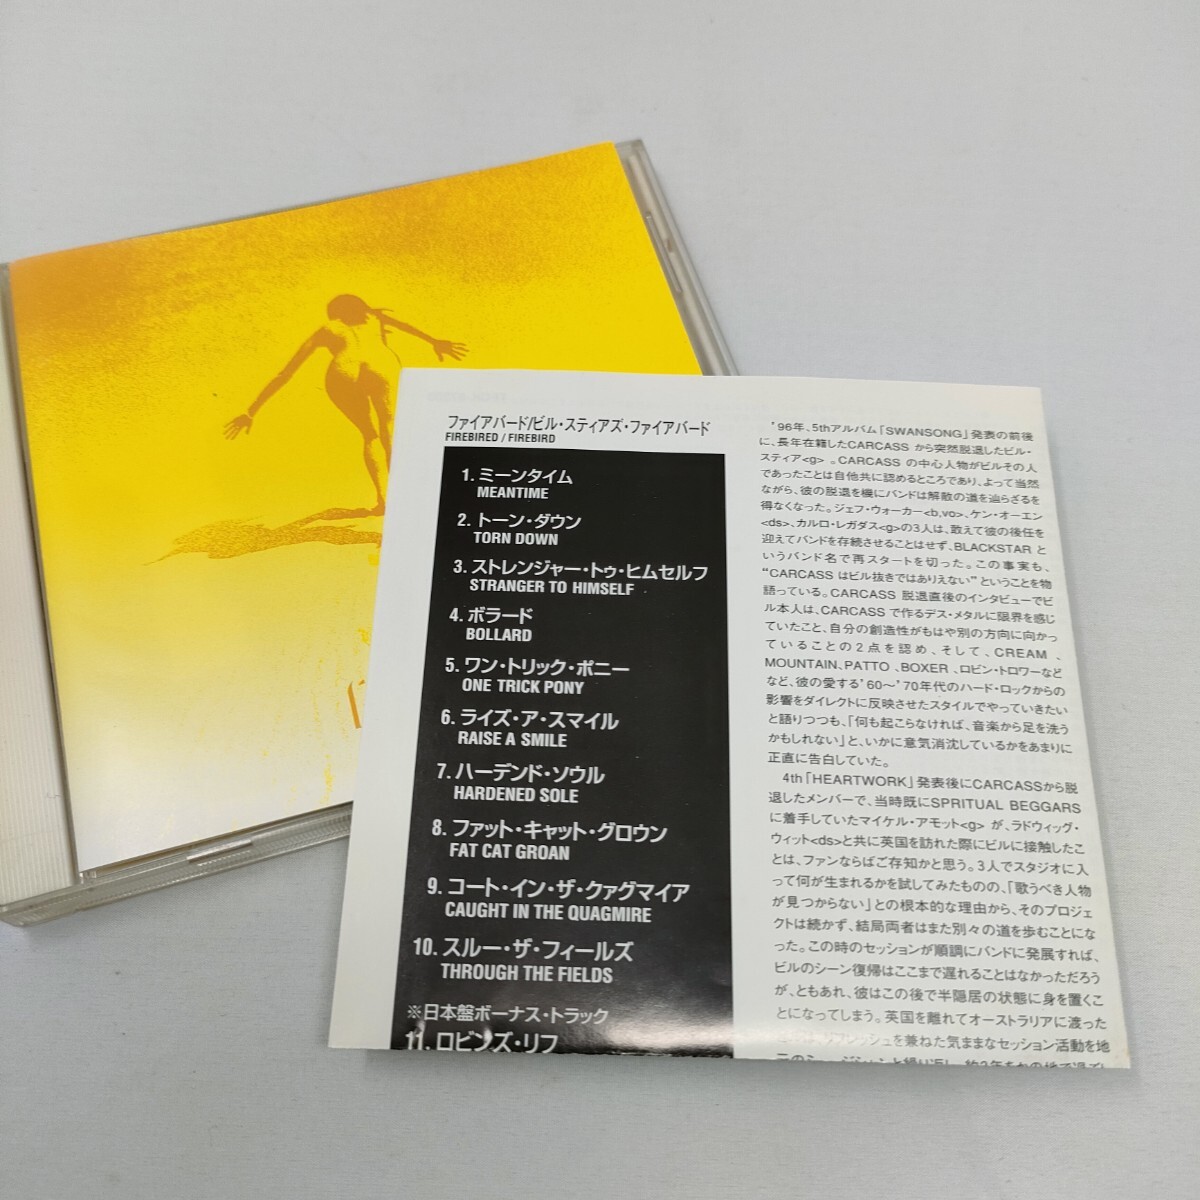 ファイアバード/ビル・スティアズ・ファイアバード
FIREBIRED / FIREBIRD
1. ミーンタイム
MEANTIME
2. トーン・ダウン
TORN DOWN
3. ストレンジャー・トゥ・ヒムセルフ
STRANGER TO HIMSELF
4. ボラード
BOLLARD
5. ワン・トリック・ポニー
ONE TRICK PONY
6. ライズ・ア・スマイル
RAISE A SMILE
7. ハーデンド・ソウル
HARDENED SOLE
8. ファット・キャット・グロウン
FAT CAT GROAN
9. コート・イン・ザ・クァグマイア
CAUGHT IN THE QUAGMIRE
10. スルー・ザ・フィールズ
THROUGH THE FIELDS
※日本盤ボーナス・トラック
11. ロビンズ・リフ
'96年、5thアルバム「SWANSONG」発表の前後
に、長年在籍したCARCASS から突然脱退したビル・
スティア<g> 。CARCASS の中心人物がビルその人
であったことは自他共に認めるところであり、よって当然
ながら、彼の脱退を機にバンドは解散の道を辿らざるを
得なくなった。ジェフ・ウォーカー<b,vo>、ケン・オーエン
<ds>、カルロ・レガダス<g>の3人は、敢えて彼の後任を
迎えてバンドを存続させることはせず、BLACKSTAR と
いうバンド名で再スタートを切った。この事実も、
“CARCASS はビル抜きではありえない” ということを物
語っている。CARCASS 脱退直後のインタビューでビ
ル本人は、CARCASS で作るデス・メタルに限界を感じ
ていたこと、自分の創造性がもはや別の方向に向かっ
ていることの2点を認め、そして、CREAM 、
MOUNTAIN、PATTO 、BOXER 、ロビン・トロワーなど
など、彼の愛する'60〜'70年代のハード・ロックからの
影響をダイレクトに反映させたスタイルでやっていきたい
と語りつつも、「何も起こらなければ、音楽から足を洗う
かもしれない」と、いかに意気消沈しているかをあまりに
正直に告白していた。
4th「HEARTWORK」発表後にCARCASSから脱
退したメンバーで、当時既にSPRITUAL BEGGARS
に着手していたマイケル・アモット<g> が、ラドウィッグ・
ウィット<ds>と共に英国を訪れた際にビルに接触したこ
とは、ファンならばご存知かと思う。3人でスタジオに入
って何が生まれるかを試してみたものの、「歌うべき人物
が見つからない」との根本的な理由から、そのプロジェ
クトは続かず、結局両者はまた別々の道を歩むことにな
った。この時のセッションが順調にバンドに発展すれば、
ビルのシーン復帰はここまで遅れることはなかっただろう
が、ともあれ、彼はこの後で半隠居の状態に身を置くこ
とになってしまう。英国を離れてオーストラリアに渡った
リフレッシュを兼ねた気ままなセッション活動を地